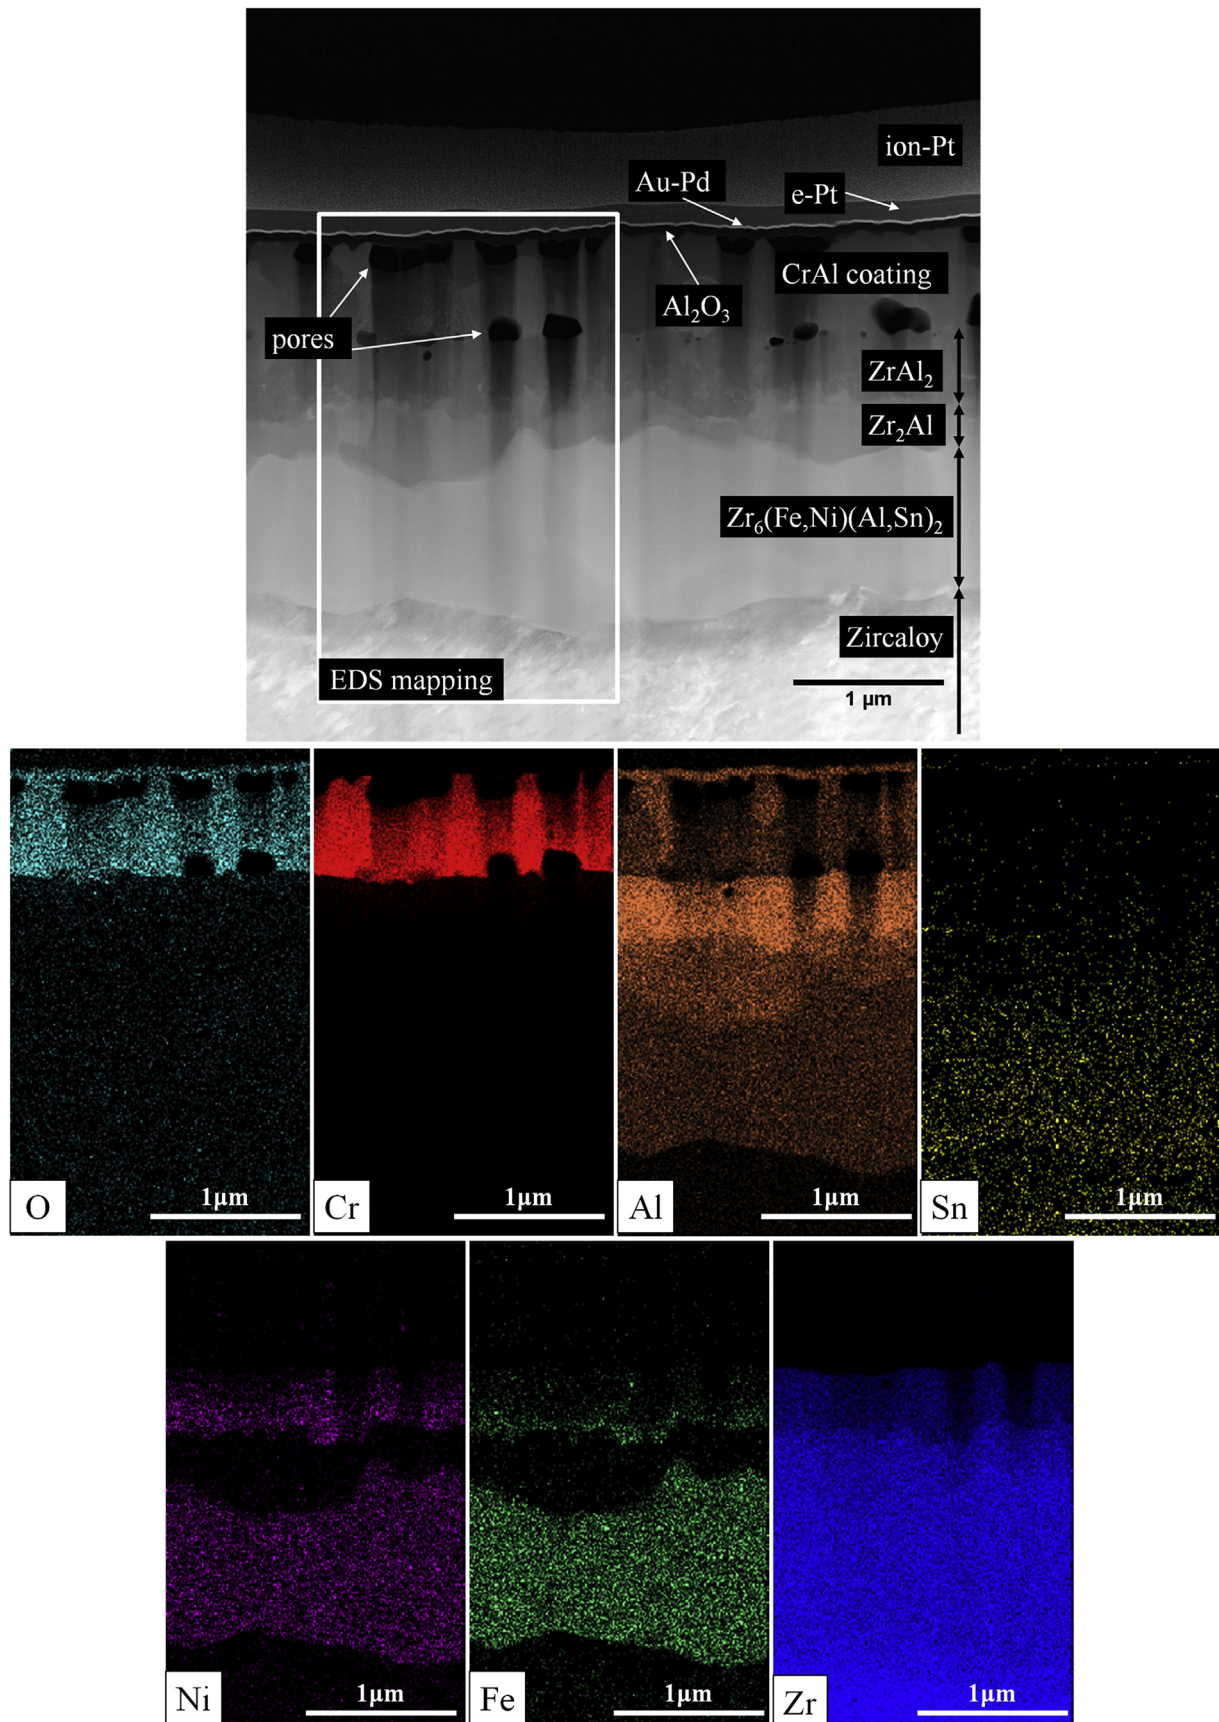 ion-Pt
Au-Pd
e-Pt
CrAl coating
Al₂O₃
pores
ZrAl₂
Zr₂Al
Zr₆(Fe,Ni)(Al,Sn)₂
Zircaloy
EDS mapping
1 µm
1µm
O
1µm
Cr
1µm
Al
1µm
Sn
1µm
Ni
1µm
Fe
1µm
Zr